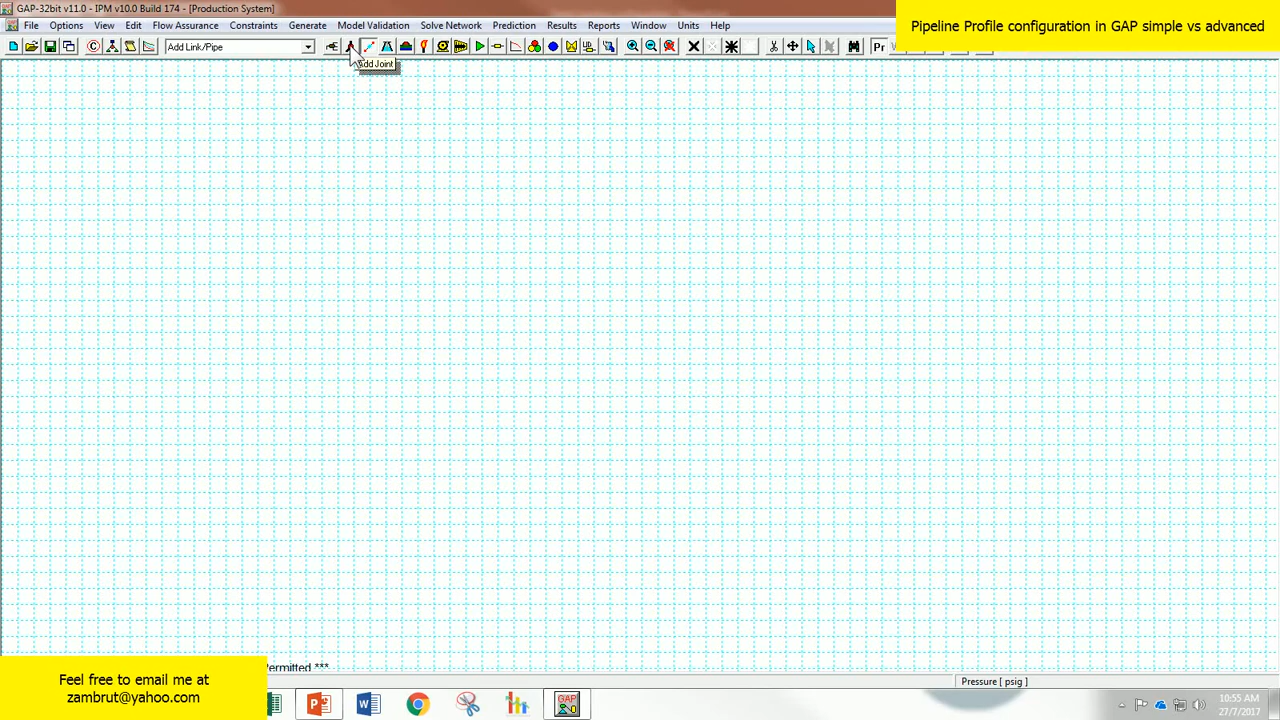 GAP-32bit v11.0 - IPM v10.0 Build 174 - [Production System]
Pipeline Profile configuration in GAP simple vs advanced
File Options View Edit Flow Assurance Constraints Generate Model Validation Solve Network Prediction Results Reports Window Units Help
Add Link/Pipe
Pr
Add Joint
ermitted ***
Feel free to email me at
zambrut@yahoo.com
Pressure [ psig ]
GAP
10:55 AM
27/7/2017